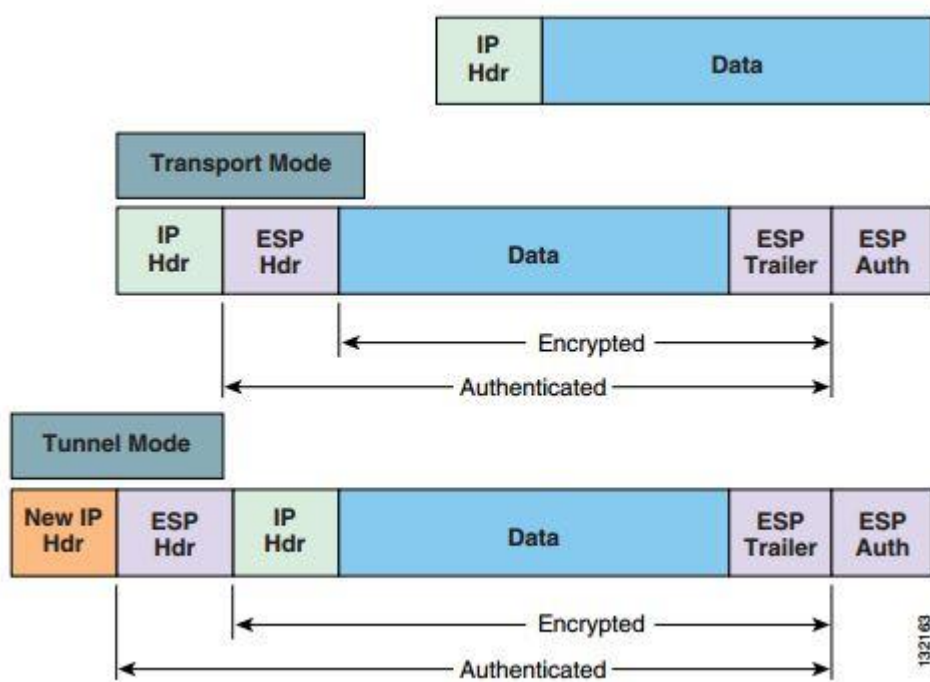 IP
Hdr
Data
Transport Mode
IP
Hdr
ESP
Hdr
Data
ESP
Trailer
ESP
Auth
Encrypted
Authenticated
Tunnel Mode
New IP
Hdr
ESP
Hdr
IP
Hdr
Data
ESP
Trailer
ESP
Auth
Encrypted
Authenticated
132163